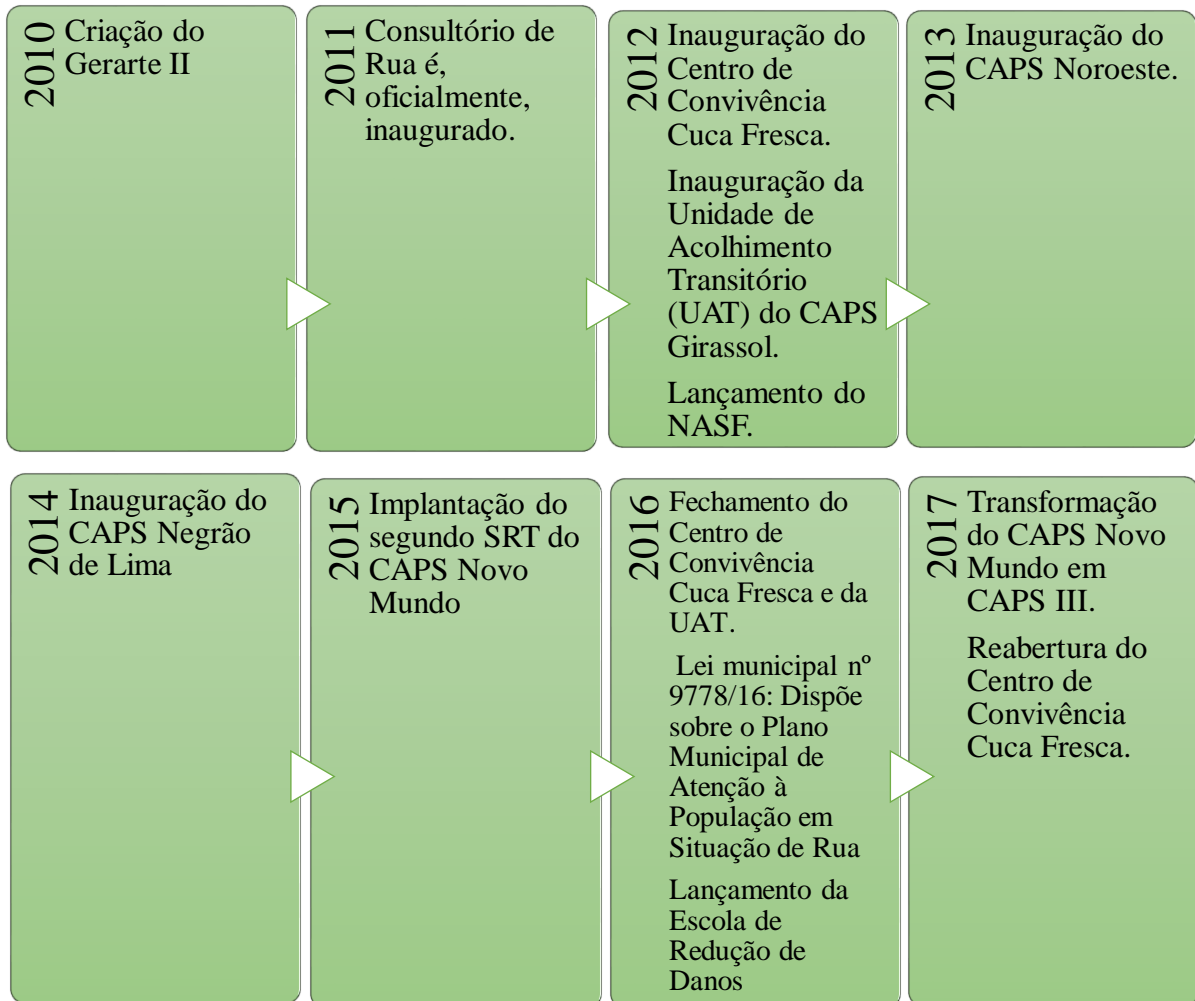 2010
Criação do
Gerarte II
2011
Consultório de
Rua é,
oficialmente,
inaugurado.
2012
Inauguração do
Centro de
Convivência
Cuca Fresca.
Inauguração da
Unidade de
Acolhimento
Transitório
(UAT) do CAPS
Girassol.
Lançamento do
NASF.
2013
Inauguração do
CAPS Noroeste.
2014
Inauguração do
CAPS Negrão
de Lima
2015
Implantação do
segundo SRT do
CAPS Novo
Mundo
2016
Fechamento do
Centro de
Convivência
Cuca Fresca e da
UAT.
Lei municipal nº
9778/16: Dispõe
sobre o Plano
Municipal de
Atenção à
População em
Situação de Rua
Lançamento da
Escola de
Redução de
Danos
2017
Transformação
do CAPS Novo
Mundo em
CAPS III.
Reabertura do
Centro de
Convivência
Cuca Fresca.